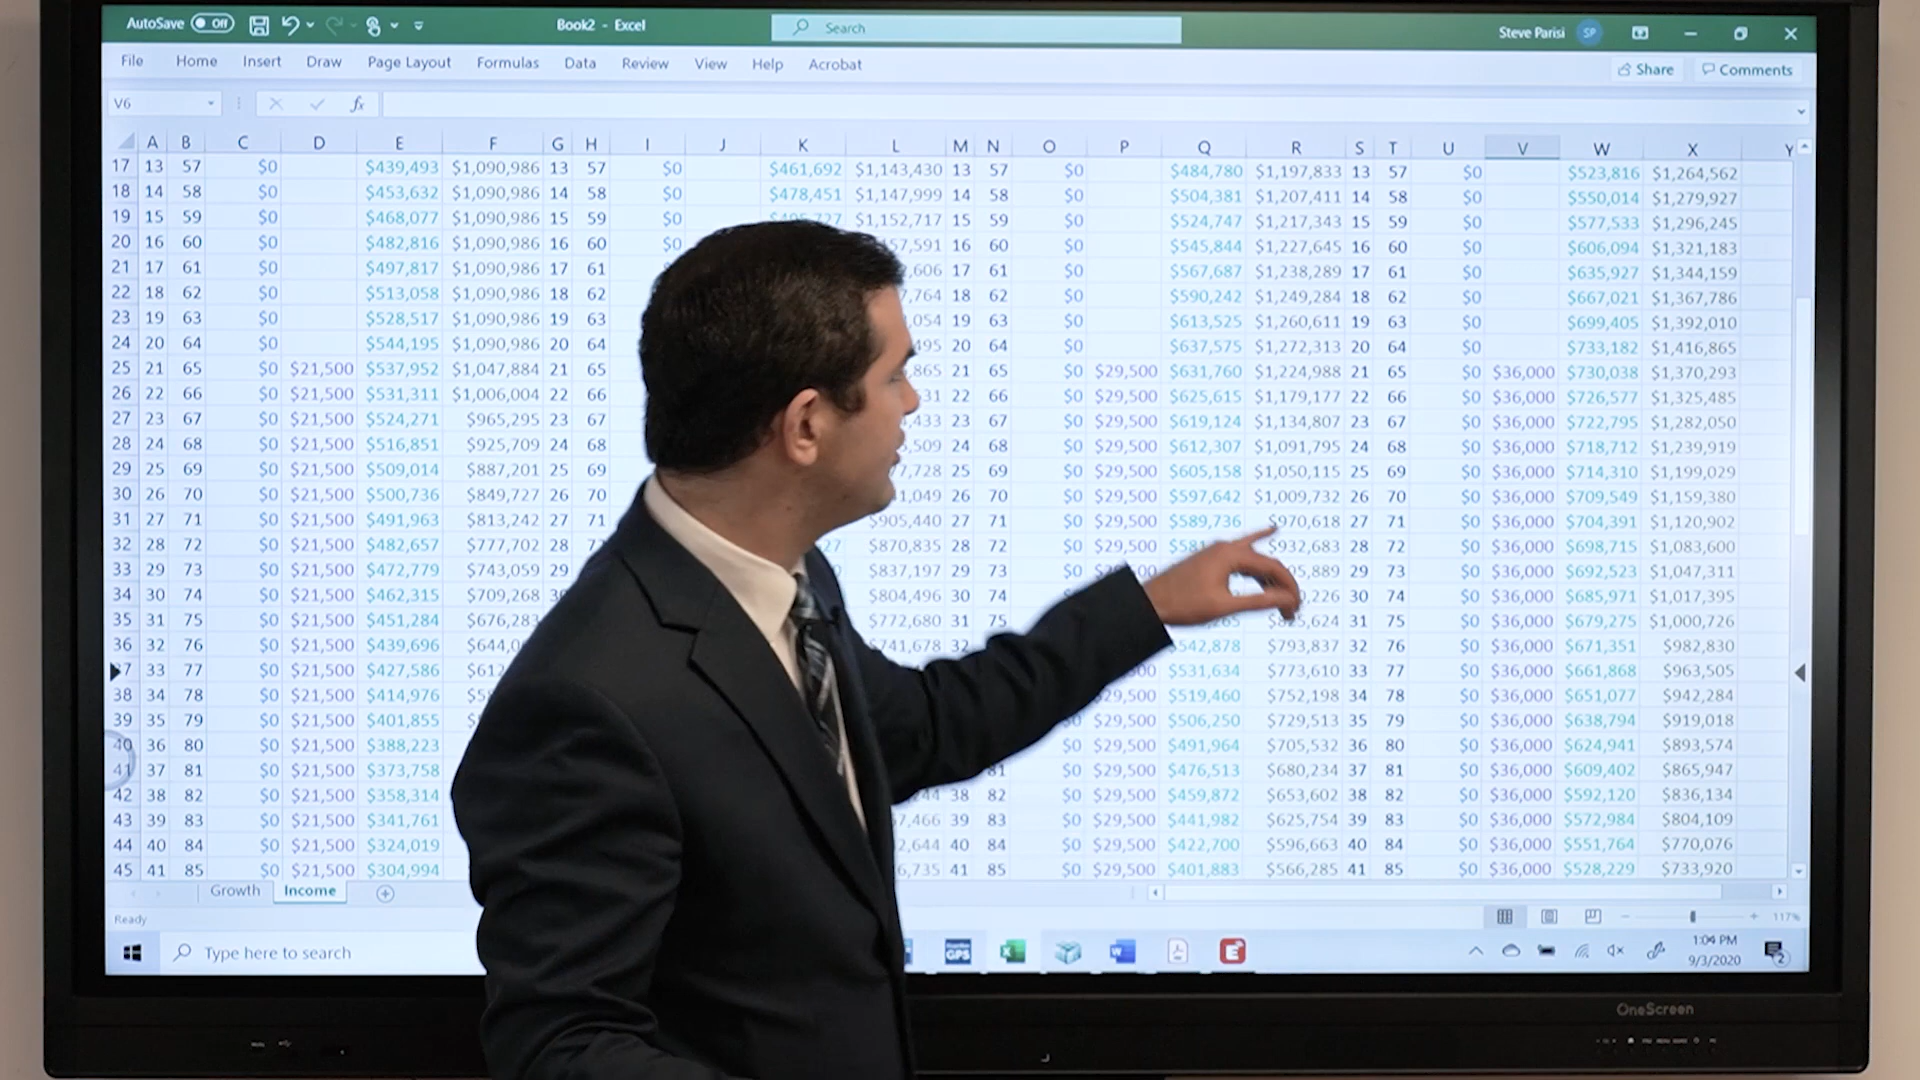 AutoSave Off Book2 - Excel Search Steve Parisi SP
File Home Insert Draw Page Layout Formulas Data Review View Help Acrobat Share Comments
V6 fx
A B C D E F G H I J K L M N O P Q R S T U V W X Y
17 13 57 $0 $439,493 $1,090,986 13 57 $0 $461,692 $1,143,430 13 57 $0 $484,780 $1,197,833 13 57 $0 $523,816 $1,264,562
18 14 58 $0 $453,632 $1,090,986 14 58 $0 $478,451 $1,147,999 14 58 $0 $504,381 $1,207,411 14 58 $0 $550,014 $1,279,927
19 15 59 $0 $468,077 $1,090,986 15 59 $0 $1,152,717 15 59 $0 $524,747 $1,217,343 15 59 $0 $577,533 $1,296,245
20 16 60 $0 $482,816 $1,090,986 16 60 $0 57,591 16 60 $0 $545,844 $1,227,645 16 60 $0 $606,094 $1,321,183
21 17 61 $0 $497,817 $1,090,986 17 61 ,606 17 61 $0 $567,687 $1,238,289 17 61 $0 $635,927 $1,344,159
22 18 62 $0 $513,058 $1,090,986 18 62 ,764 18 62 $0 $590,242 $1,249,284 18 62 $0 $667,021 $1,367,786
23 19 63 $0 $528,517 $1,090,986 19 63 ,054 19 63 $0 $613,525 $1,260,611 19 63 $0 $699,405 $1,392,010
24 20 64 $0 $544,195 $1,090,986 20 64 495 20 64 $0 $637,575 $1,272,313 20 64 $0 $733,182 $1,416,865
25 21 65 $0 $21,500 $537,952 $1,047,884 21 65 ,865 21 65 $0 $29,500 $631,760 $1,224,988 21 65 $0 $36,000 $730,038 $1,370,293
26 22 66 $0 $21,500 $531,311 $1,006,004 22 66 31 22 66 $0 $29,500 $625,615 $1,179,177 22 66 $0 $36,000 $726,577 $1,325,485
27 23 67 $0 $21,500 $524,271 $965,295 23 67 ,433 23 67 $0 $29,500 $619,124 $1,134,807 23 67 $0 $36,000 $722,795 $1,282,050
28 24 68 $0 $21,500 $516,851 $925,709 24 68 ,509 24 68 $0 $29,500 $612,307 $1,091,795 24 68 $0 $36,000 $718,712 $1,239,919
29 25 69 $0 $21,500 $509,014 $887,201 25 69 7,728 25 69 $0 $29,500 $605,158 $1,050,115 25 69 $0 $36,000 $714,310 $1,199,029
30 26 70 $0 $21,500 $500,736 $849,727 26 70 1,049 26 70 $0 $29,500 $597,642 $1,009,732 26 70 $0 $36,000 $709,549 $1,159,380
31 27 71 $0 $21,500 $491,963 $813,242 27 71 $905,440 27 71 $0 $29,500 $589,736 $970,618 27 71 $0 $36,000 $704,391 $1,120,902
32 28 72 $0 $21,500 $482,657 $777,702 28 27 $870,835 28 72 $0 $29,500 $932,683 28 72 $0 $36,000 $698,715 $1,083,600
33 29 73 $0 $21,500 $472,779 $743,059 29 $837,197 29 73 $0 05,889 29 73 $0 $36,000 $692,523 $1,047,311
34 30 74 $0 $21,500 $462,315 $709,268 $804,496 30 74 ,226 30 74 $0 $36,000 $685,971 $1,017,395
35 31 75 $0 $21,500 $451,284 $676,283 $772,680 31 75 ,624 31 75 $0 $36,000 $679,275 $1,000,726
36 32 76 $0 $21,500 $439,696 $644,0 $741,678 32 $542,878 $793,837 32 76 $0 $36,000 $671,351 $982,830
37 33 77 $0 $21,500 $427,586 $612 $531,634 $773,610 33 77 $0 $36,000 $661,868 $963,505
38 34 78 $0 $21,500 $414,976 $29,500 $519,460 $752,198 34 78 $0 $36,000 $651,077 $942,284
39 35 79 $0 $21,500 $401,855 $0 $29,500 $506,250 $729,513 35 79 $0 $36,000 $638,794 $919,018
40 36 80 $0 $21,500 $388,223 $0 $29,500 $491,964 $705,532 36 80 $0 $36,000 $624,941 $893,574
41 37 81 $0 $21,500 $373,758 81 $0 $29,500 $476,513 $680,234 37 81 $0 $36,000 $609,402 $865,947
42 38 82 $0 $21,500 $358,314 244 38 82 $0 $29,500 $459,872 $653,602 38 82 $0 $36,000 $592,120 $836,134
43 39 83 $0 $21,500 $341,761 7,466 39 83 $0 $29,500 $441,982 $625,754 39 83 $0 $36,000 $572,984 $804,109
44 40 84 $0 $21,500 $324,019 2,644 40 84 $0 $29,500 $422,700 $596,663 40 84 $0 $36,000 $551,764 $770,076
45 41 85 $0 $21,500 $304,994 6,735 41 85 $0 $29,500 $401,883 $566,285 41 85 $0 $36,000 $528,229 $733,920
Growth Income
Ready 117%
Type here to search GPS 1:04 PM
9/3/2020 2
OneScreen